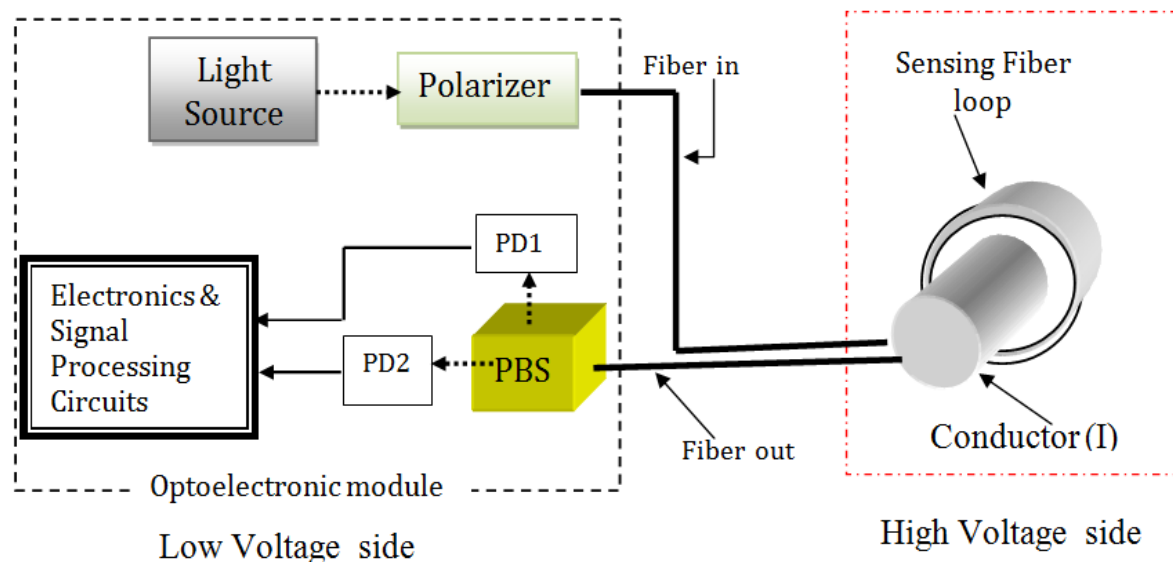 Light
Source
Polarizer
Fiber in
Sensing Fiber
loop
PD1
Electronics &
Signal
Processing
Circuits
PD2
PBS
Fiber out
Conductor (I)
Optoelectronic module
Low Voltage side
High Voltage side